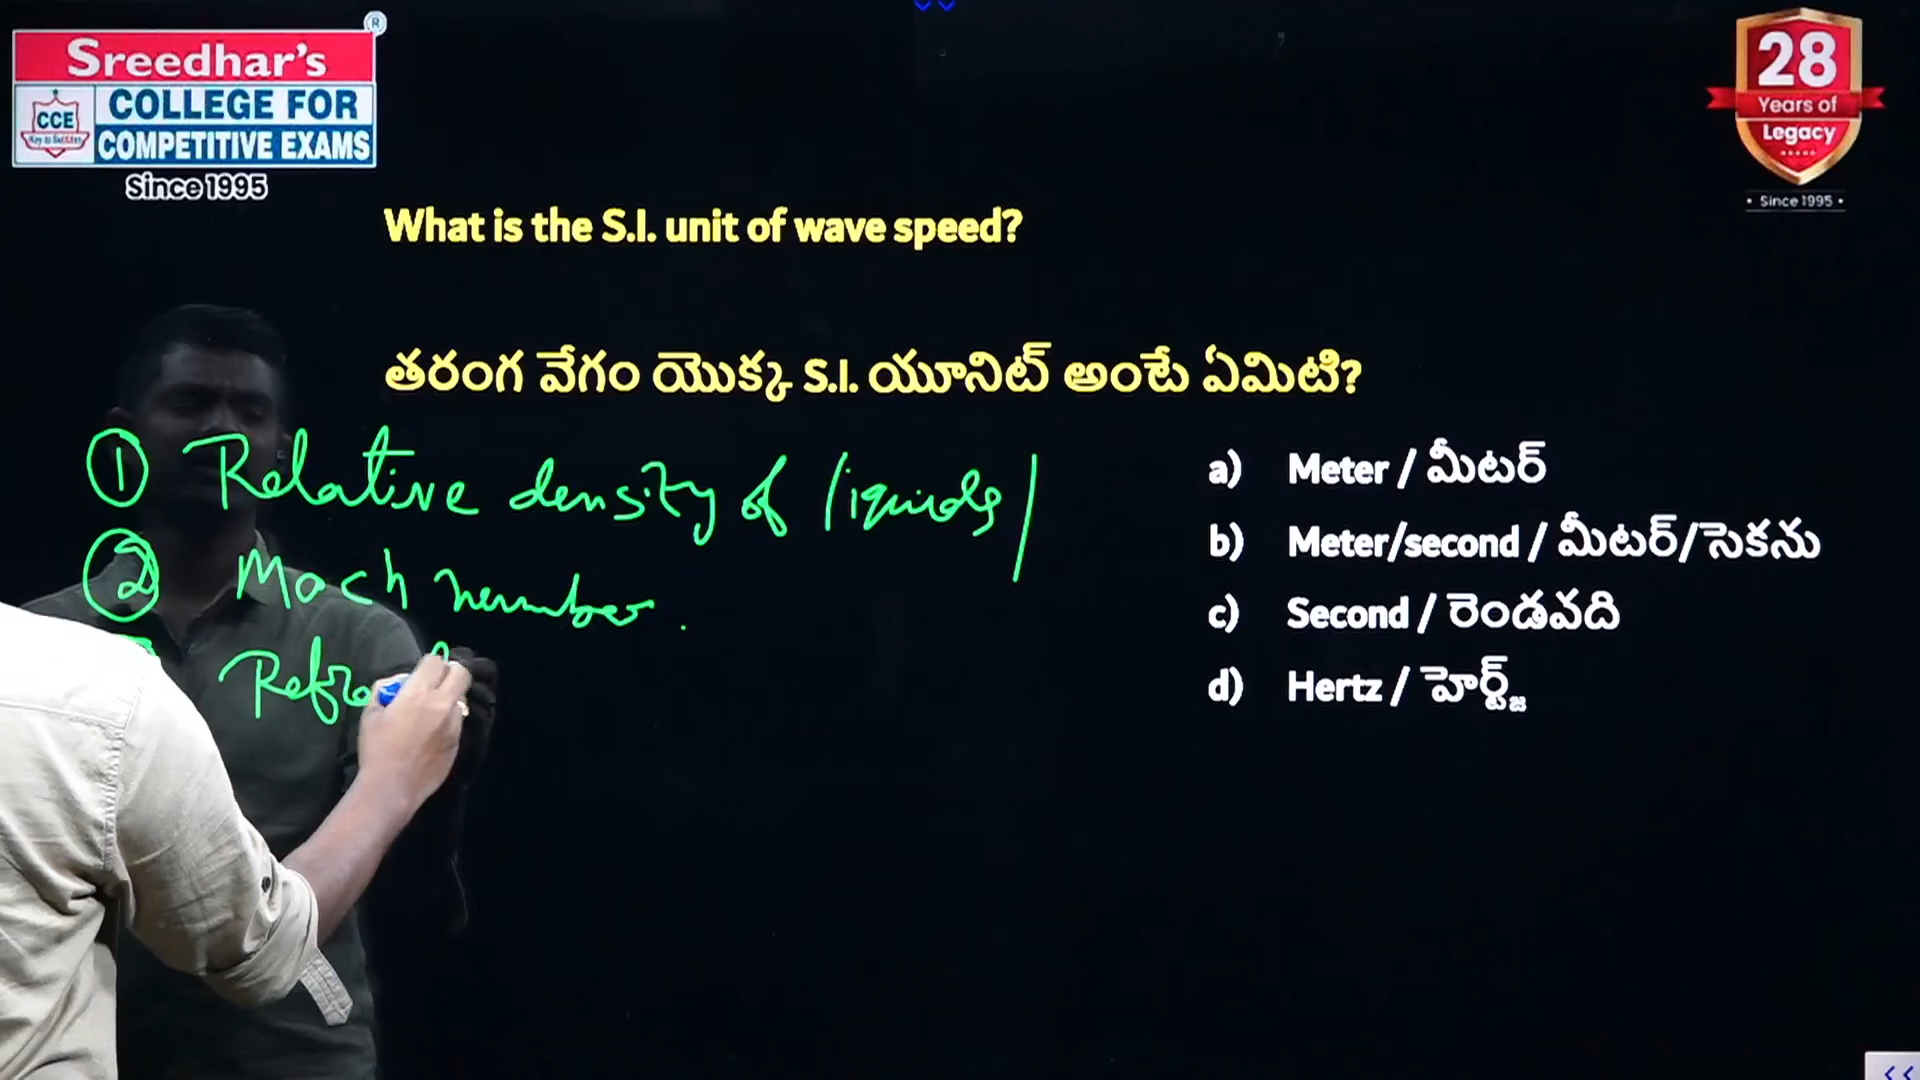 Sreedhar's
®
CCE
COLLEGE FOR
COMPETITIVE EXAMS
Since 1995
28
Years of
Legacy
• Since 1995 •
What is the S.I. unit of wave speed?
తరంగ వేగం యొక్క S.I. యూనిట్ అంటే ఏమిటి?
① Relative density of liquids/
② Mach number.
Refra
a) Meter / మీటర్
b) Meter/second / మీటర్/సెకను
c) Second / రెండవది
d) Hertz / హెర్ట్జ్